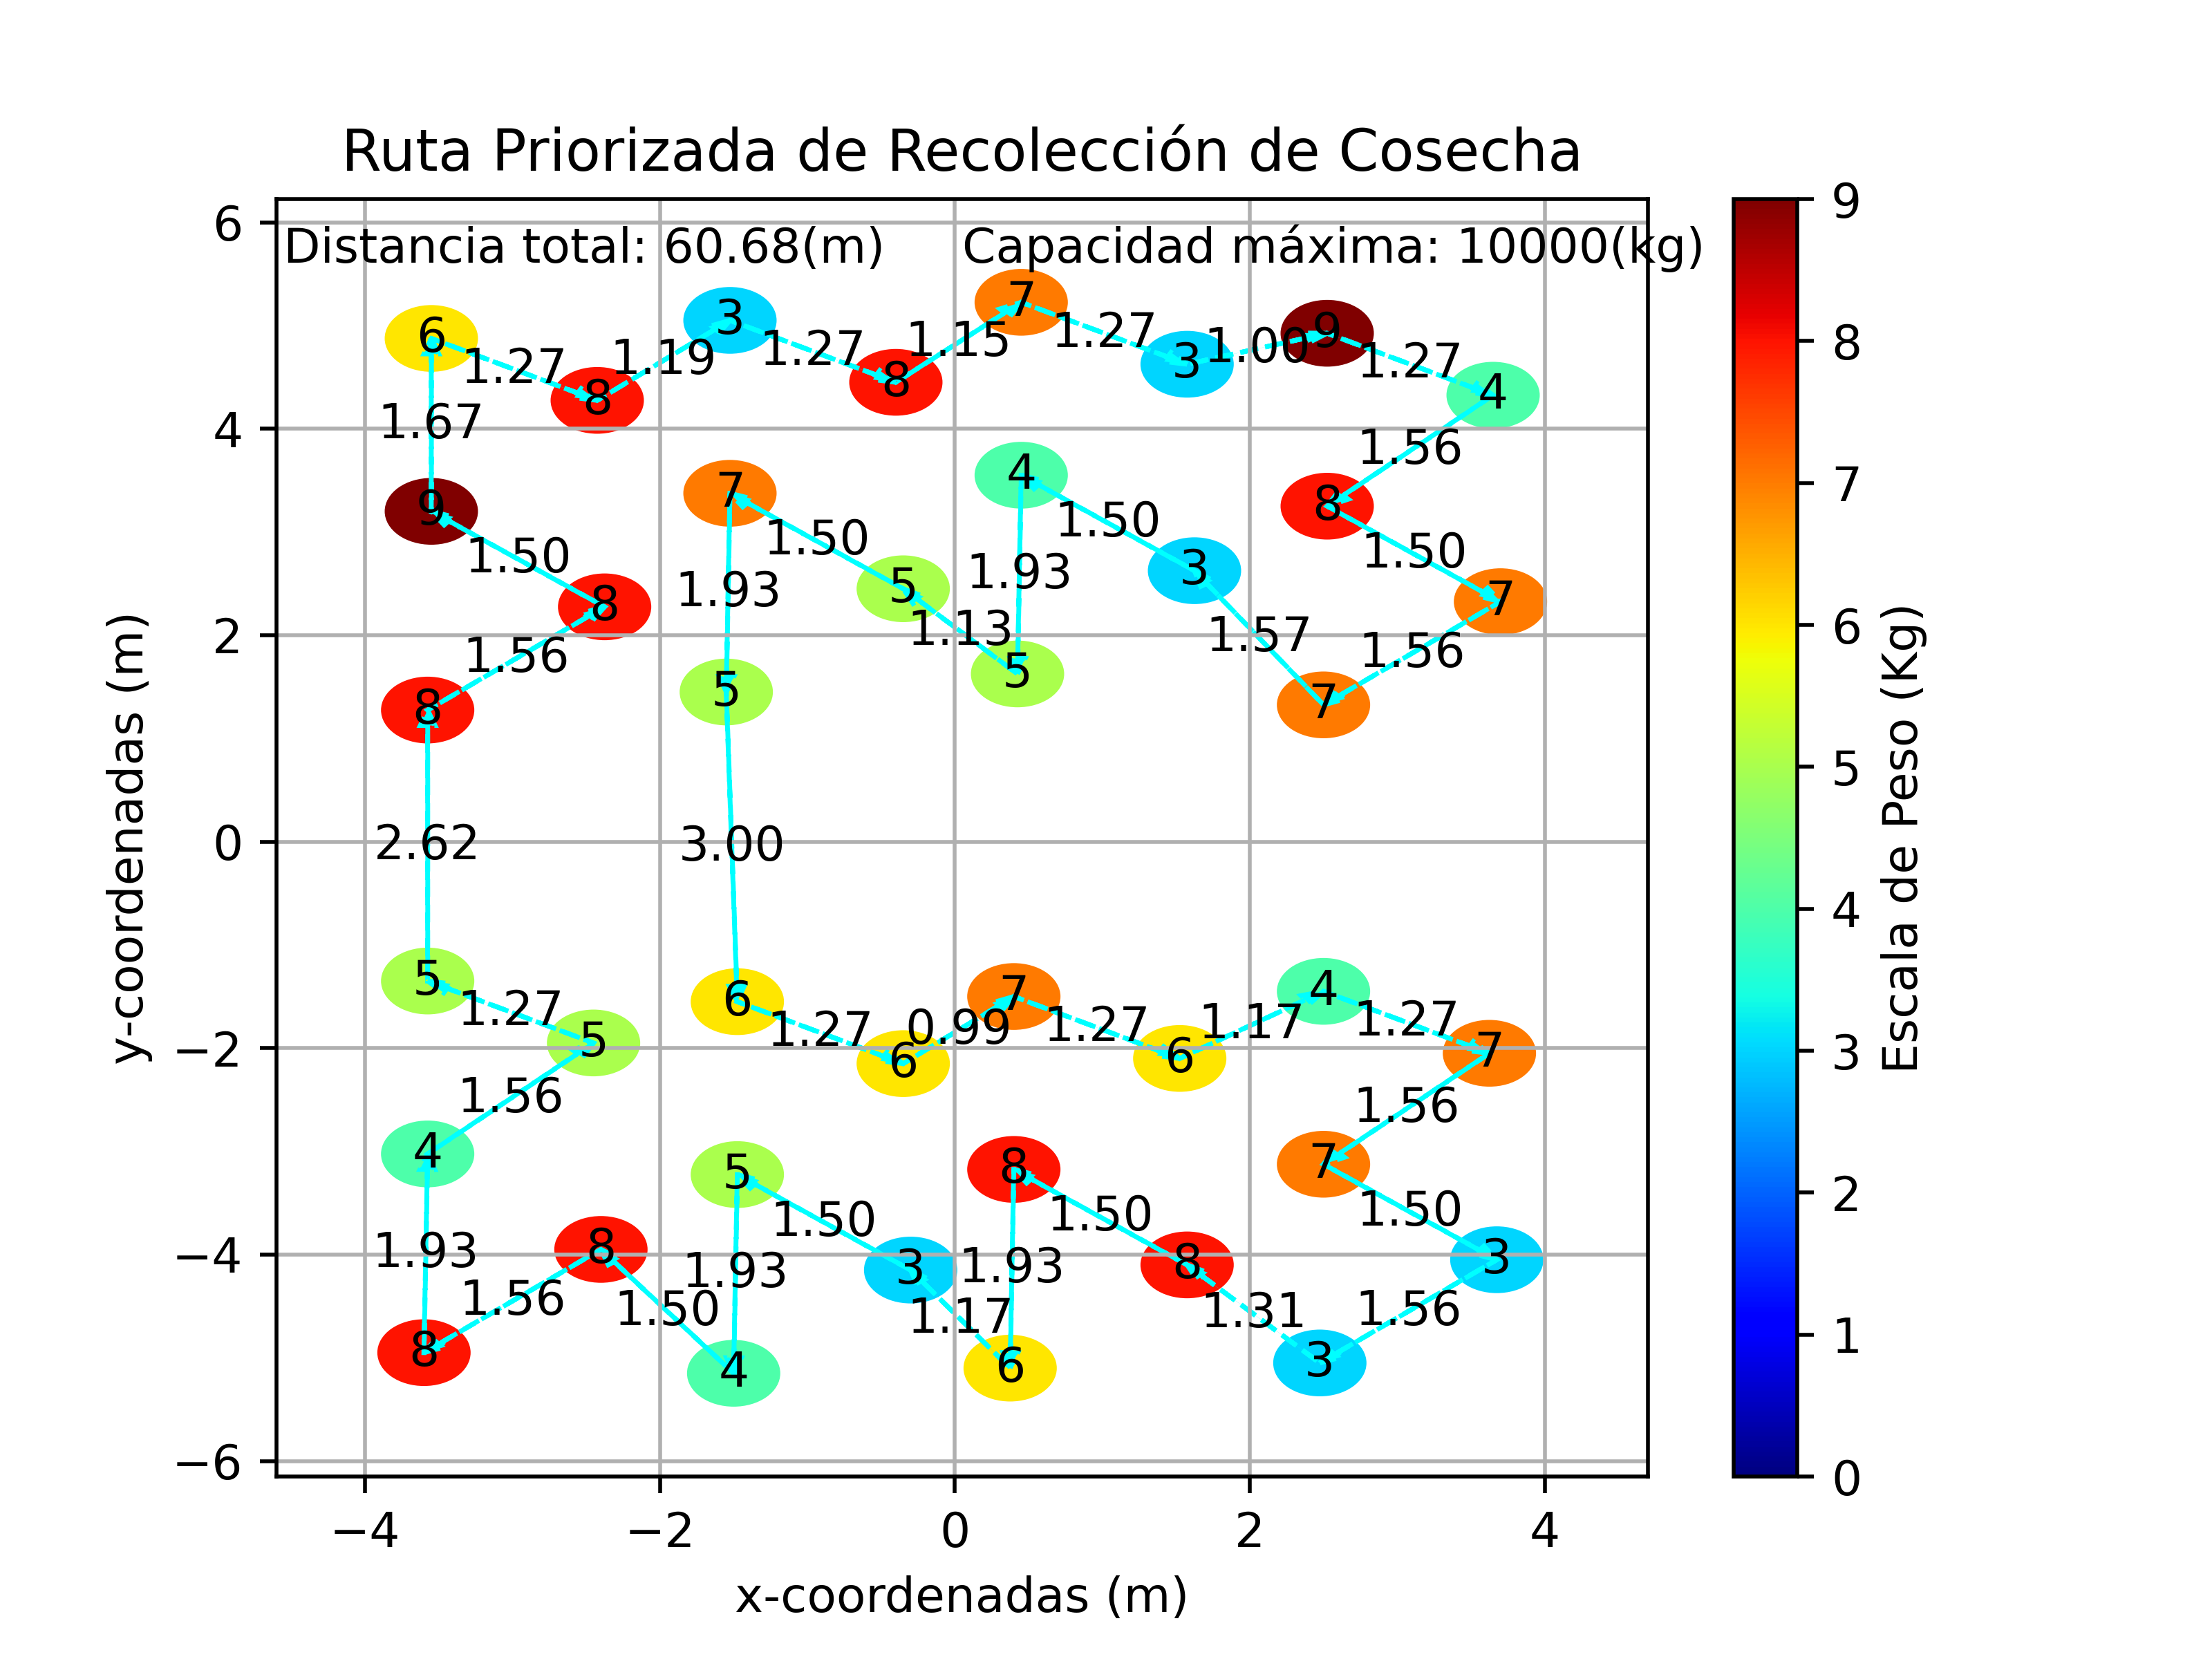 Ruta Priorizada de Recolección de Cosecha
Distancia total: 60.68(m) Capacidad máxima: 10000(kg)
6
4
2
0
−2
−4
−6
y-coordenadas (m)
6 3 7 9
1.27 1.19 1.27 1.15 1.27 1.00 1.27
8 8 3 4
1.67 1.56
9 7 4 8
1.50 1.50 1.50 1.50
8 5 3 7
1.93 1.93
1.56 1.13 1.57 1.56
8 5 5 7
2.62 3.00
5 6 7 4
1.27 1.27 0.99 1.27 1.17 1.27
5 6 6 7
1.56 1.56
4 5 8 7
1.50 1.50 1.50
8 3 8 3
1.93 1.93 1.93
1.56 1.50 1.17 1.31 1.56
8 4 6 3
−4 −2 0 2 4
x-coordenadas (m)
9
8
7
6
5
4
3
2
1
0
Escala de Peso (Kg)